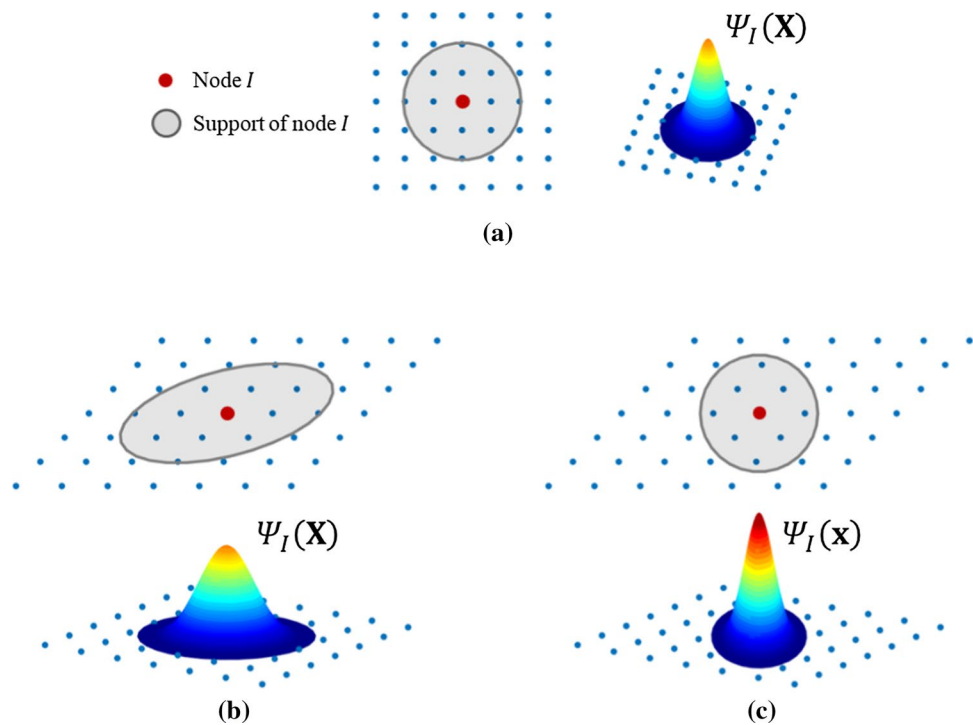 Ψ_I(X)
Node I
Support of node I
(a)
Ψ_I(X)
Ψ_I(x)
(b)
(c)